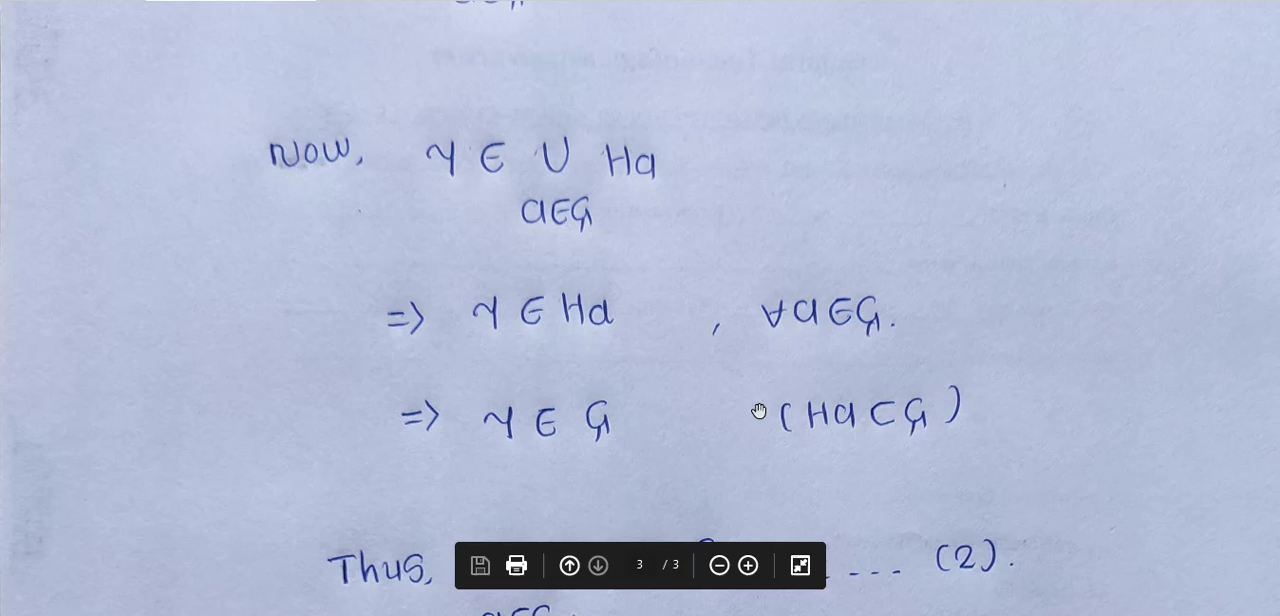 Now, y ∈ ∪ Ha
a∈G
=> y ∈ Ha , ∀a∈G.
=> y ∈ G (Ha⊂G)
Thus, ... (2).
3 / 3